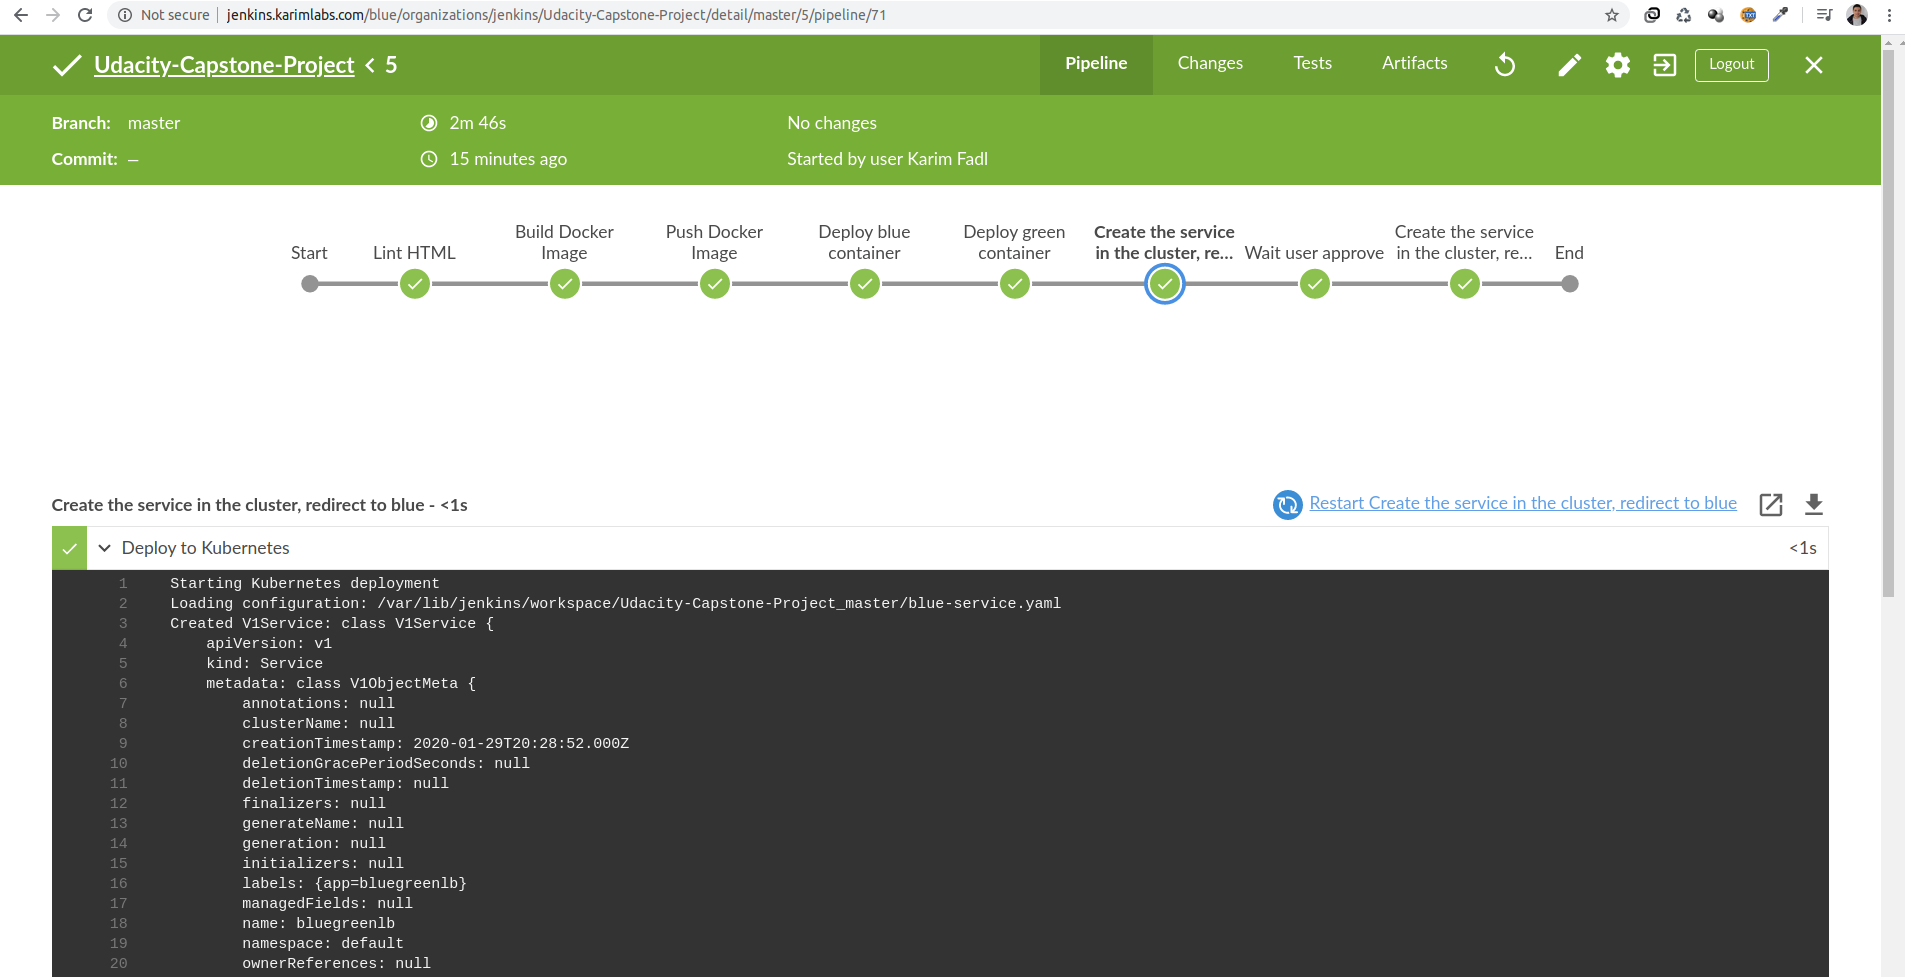 Not secure | jenkins.karimlabs.com/blue/organizations/jenkins/Udacity-Capstone-Project/detail/master/5/pipeline/71
Udacity-Capstone-Project < 5
Pipeline Changes Tests Artifacts Logout
Branch: master 2m 46s No changes
Commit: – 15 minutes ago Started by user Karim Fadl
Start
Lint HTML
Build Docker
Image
Push Docker
Image
Deploy blue
container
Deploy green
container
Create the service
in the cluster, re...
Wait user approve
Create the service
in the cluster, re...
End
Create the service in the cluster, redirect to blue - <1s
Restart Create the service in the cluster, redirect to blue
Deploy to Kubernetes <1s
1 Starting Kubernetes deployment
2 Loading configuration: /var/lib/jenkins/workspace/Udacity-Capstone-Project_master/blue-service.yaml
3 Created V1Service: class V1Service {
4 apiVersion: v1
5 kind: Service
6 metadata: class V1ObjectMeta {
7 annotations: null
8 clusterName: null
9 creationTimestamp: 2020-01-29T20:28:52.000Z
10 deletionGracePeriodSeconds: null
11 deletionTimestamp: null
12 finalizers: null
13 generateName: null
14 generation: null
15 initializers: null
16 labels: {app=bluegreenlb}
17 managedFields: null
18 name: bluegreenlb
19 namespace: default
20 ownerReferences: null